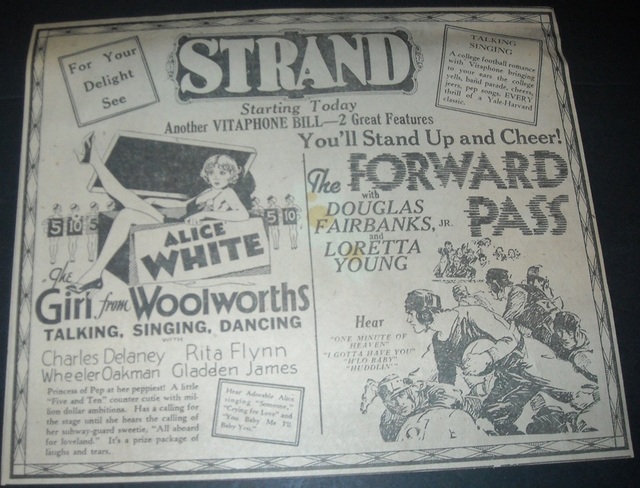 For Your
Delight
See
STRAND
Starting Today
Another VITAPHONE BILL—2 Great Features
TALKING
SINGING
A college football romance
with Vitaphone bringing
to your ears the college
yells, band parade, cheers,
jeers, pep songs, EVERY
thrill of a Yale-Harvard
classic.
5 10 5
5 10
ALICE
WHITE
The
Girl from Woolworths
TALKING, SINGING, DANCING
WITH
Charles Delaney Rita Flynn
Wheeler Oakman Gladden James
Princess of Pep at her peppiest! A little
"Five and Ten" counter cutie with mil-
lion dollar ambitions. Has a calling for
the stage until she hears the calling of
her subway-guard sweetie, "All aboard
for loveland." It's a prize package of
laughs and tears.
Hear Adorable Alice
singing "Someone,"
"Crying for Love" and
"You Baby Me I'll
Baby You."
You'll Stand Up and Cheer!
The FORWARD
PASS
with
DOUGLAS
FAIRBANKS, JR.
and
LORETTA
YOUNG
Hear
"ONE MINUTE OF
HEAVEN"
"I GOTTA HAVE YOU"
"H'LO BABY"
"HUDDLIN'"